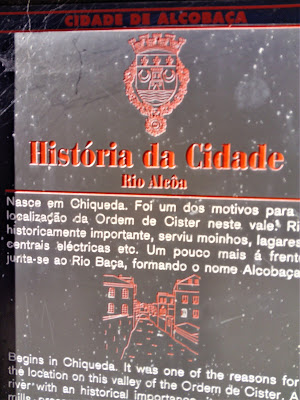 CIDADE DE ALCOBAÇA
História da Cidade
Rio Alcôa
Nasce em Chiqueda. Foi um dos motivos para
localização da Ordem de Cister neste vale. Ri
historicamente importante, serviu moinhos, lagares
centrais eléctricas etc. Um pouco mais á frente
junta-se ao Rio Baça, formando o nome Alcobaça
Begins in Chiqueda. It was one of the reasons for
the location on this valley of the Ordem de Cister. A
river with an historical importance, it
mills